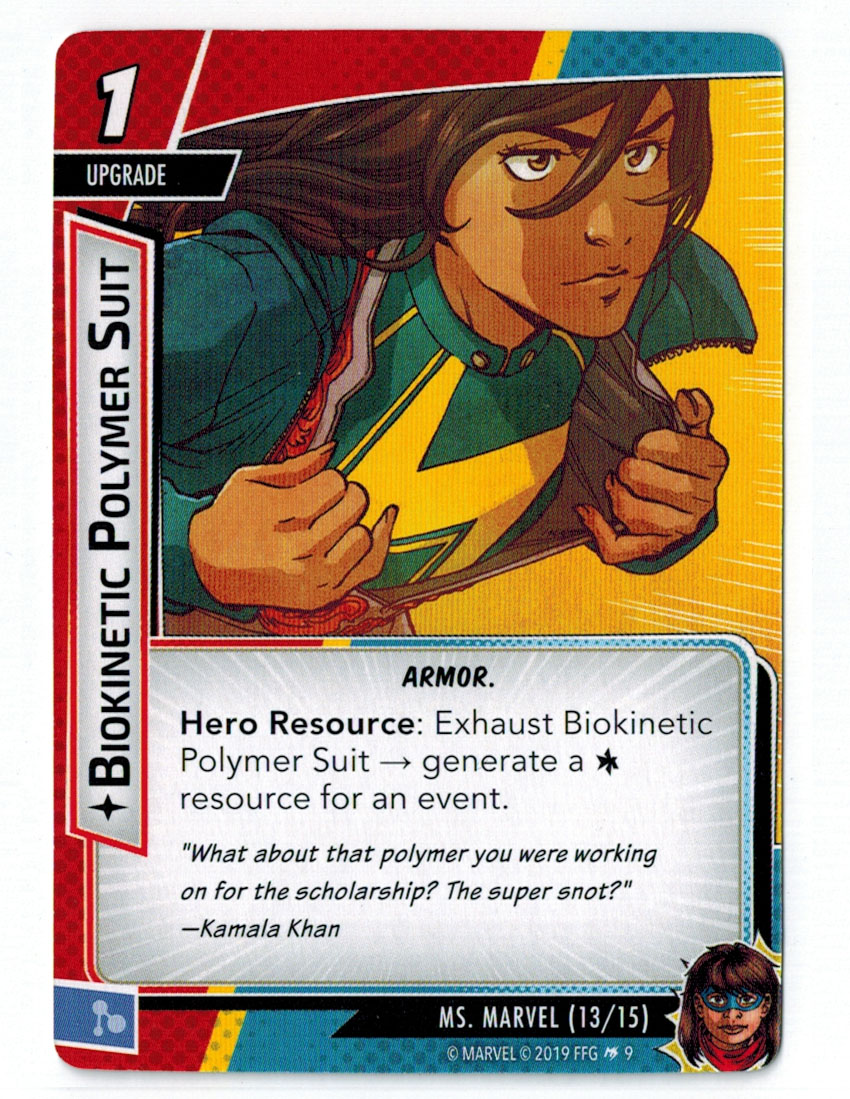 1
UPGRADE
BIOKINETIC POLYMER SUIT
ARMOR.
Hero Resource: Exhaust Biokinetic
Polymer Suit → generate a
resource for an event.
"What about that polymer you were working
on for the scholarship? The super snot?"
—Kamala Khan
MS. MARVEL (13/15)
© MARVEL © 2019 FFG 9